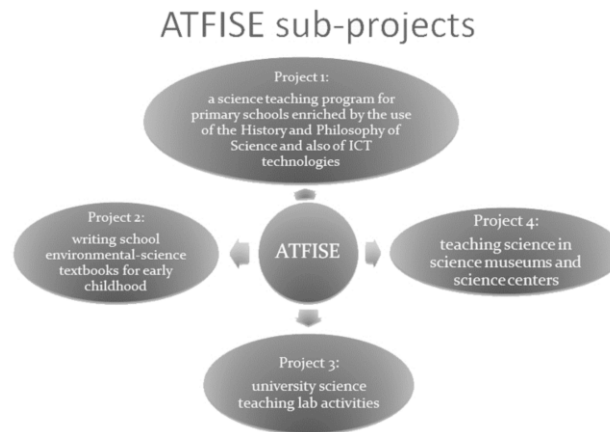 ATFISE sub-projects
Project 1:
a science teaching program for
primary schools enriched by the use
of the History and Philosophy of
Science and also of ICT
technologies
Project 2:
writing school
environmental-science
textbooks for early
childhood
ATFISE
Project 4:
teaching science in
science museums and
science centers
Project 3:
university science
teaching lab activities